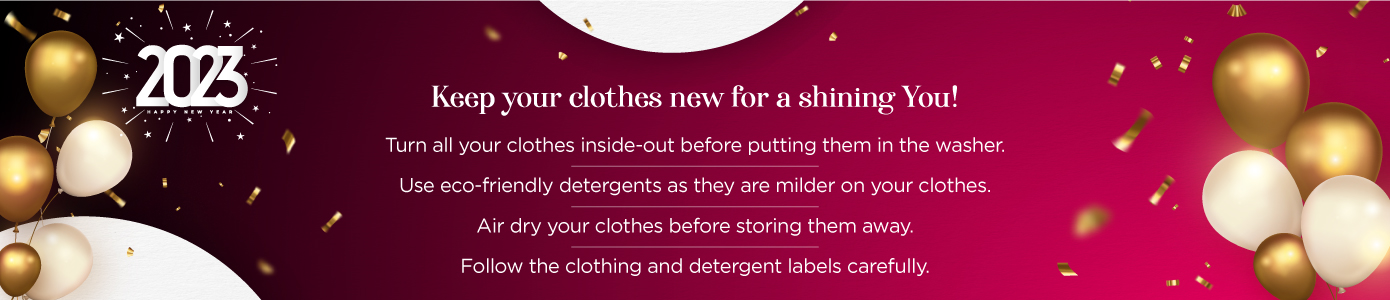 2023
HAPPY NEW YEAR
Keep your clothes new for a shining You!
Turn all your clothes inside-out before putting them in the washer.
Use eco-friendly detergents as they are milder on your clothes.
Air dry your clothes before storing them away.
Follow the clothing and detergent labels carefully.